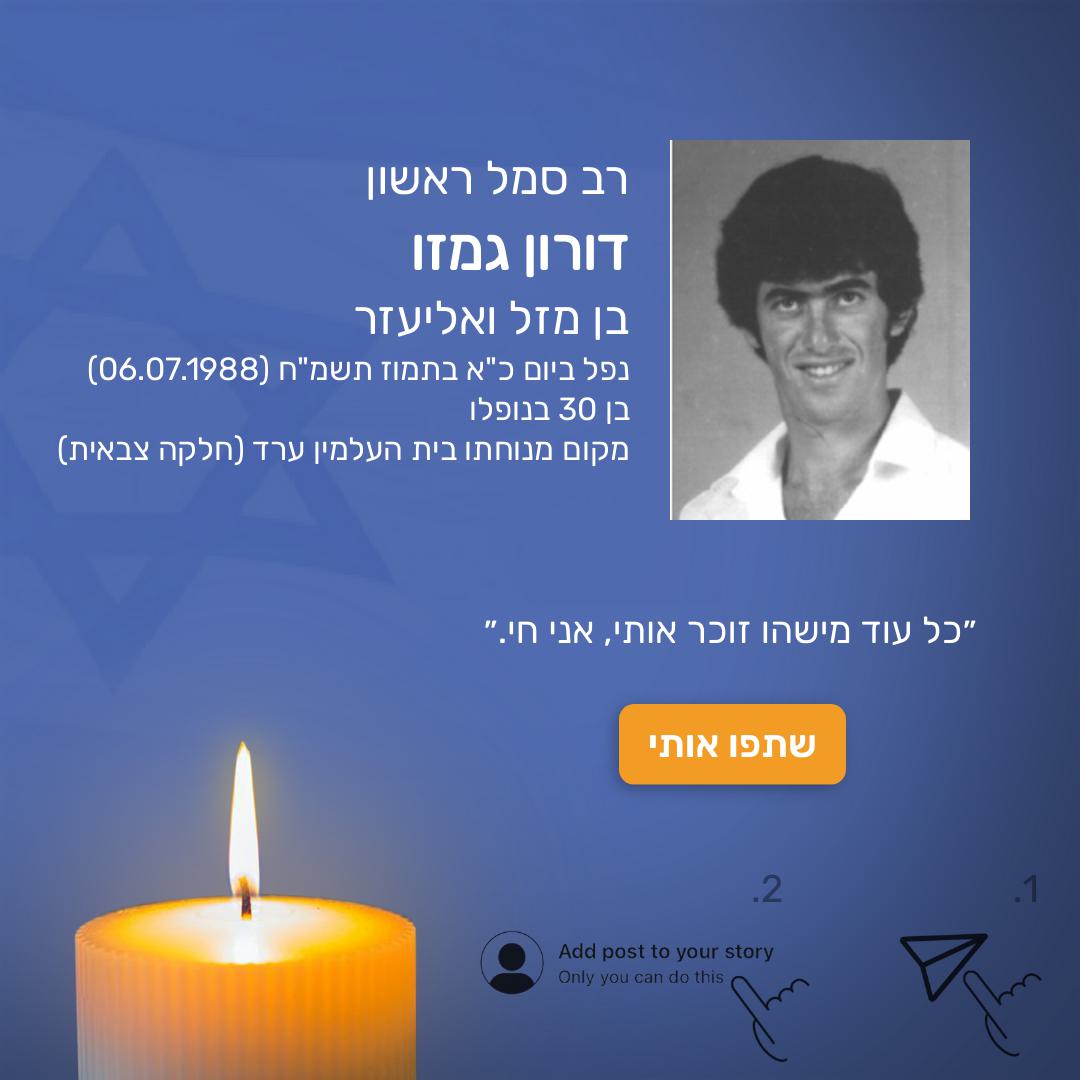 רב סמל ראשון
דורון גמזו
בן מזל ואליעזר
נפל ביום כ"א בתמוז תשמ"ח (06.07.1988)
בן 30 בנופלו
מקום מנוחתו בית העלמין ערד (חלקה צבאית)
״כל עוד מישהו זוכר אותי, אני חי.״
שתפו אותי
1.
2.
Add post to your story
Only you can do this